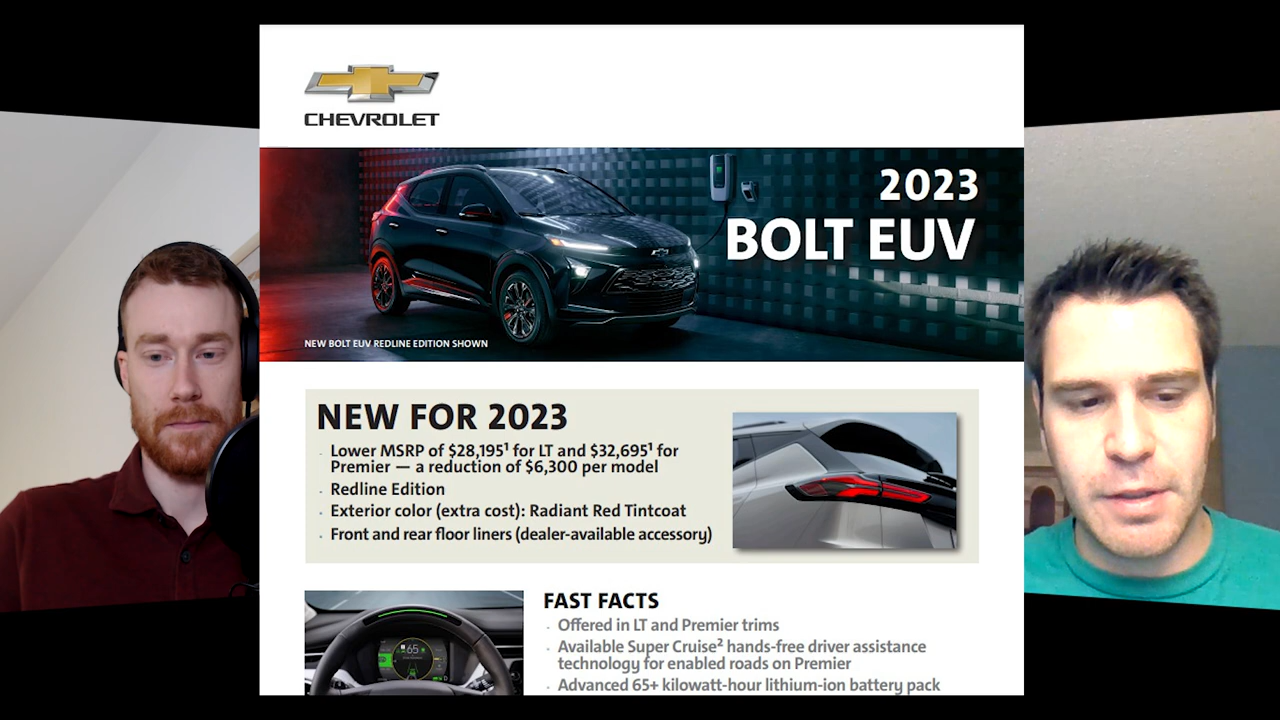 CHEVROLET
2023
BOLT EUV
NEW BOLT EUV REDLINE EDITION SHOWN
NEW FOR 2023
· Lower MSRP of $28,195¹ for LT and $32,695¹ for
Premier — a reduction of $6,300 per model
· Redline Edition
· Exterior color (extra cost): Radiant Red Tintcoat
· Front and rear floor liners (dealer-available accessory)
65
FAST FACTS
· Offered in LT and Premier trims
· Available Super Cruise² hands-free driver assistance
technology for enabled roads on Premier
· Advanced 65+ kilowatt-hour lithium-ion battery pack